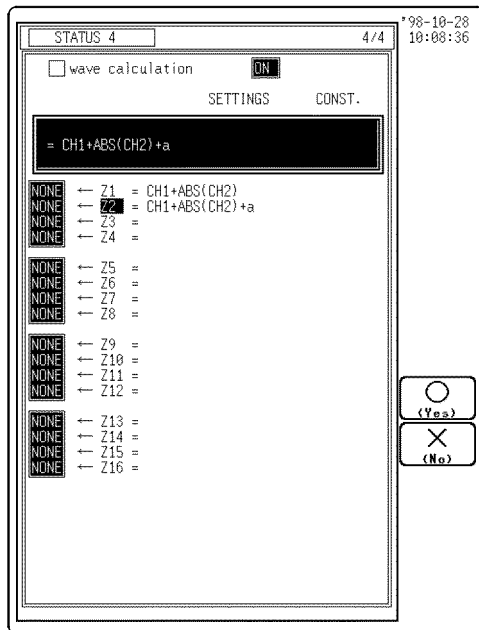 '98-10-28
STATUS 4 4/4 10:08:36
wave calculation ON
SETTINGS CONST.
= CH1+ABS(CH2)+a
NONE ← Z1 = CH1+ABS(CH2)
NONE ← Z2 = CH1+ABS(CH2)+a
NONE ← Z3 =
NONE ← Z4 =
NONE ← Z5 =
NONE ← Z6 =
NONE ← Z7 =
NONE ← Z8 =
NONE ← Z9 =
NONE ← Z10 =
NONE ← Z11 =
NONE ← Z12 =
NONE ← Z13 =
NONE ← Z14 =
NONE ← Z15 =
NONE ← Z16 =
(Yes)
(No)